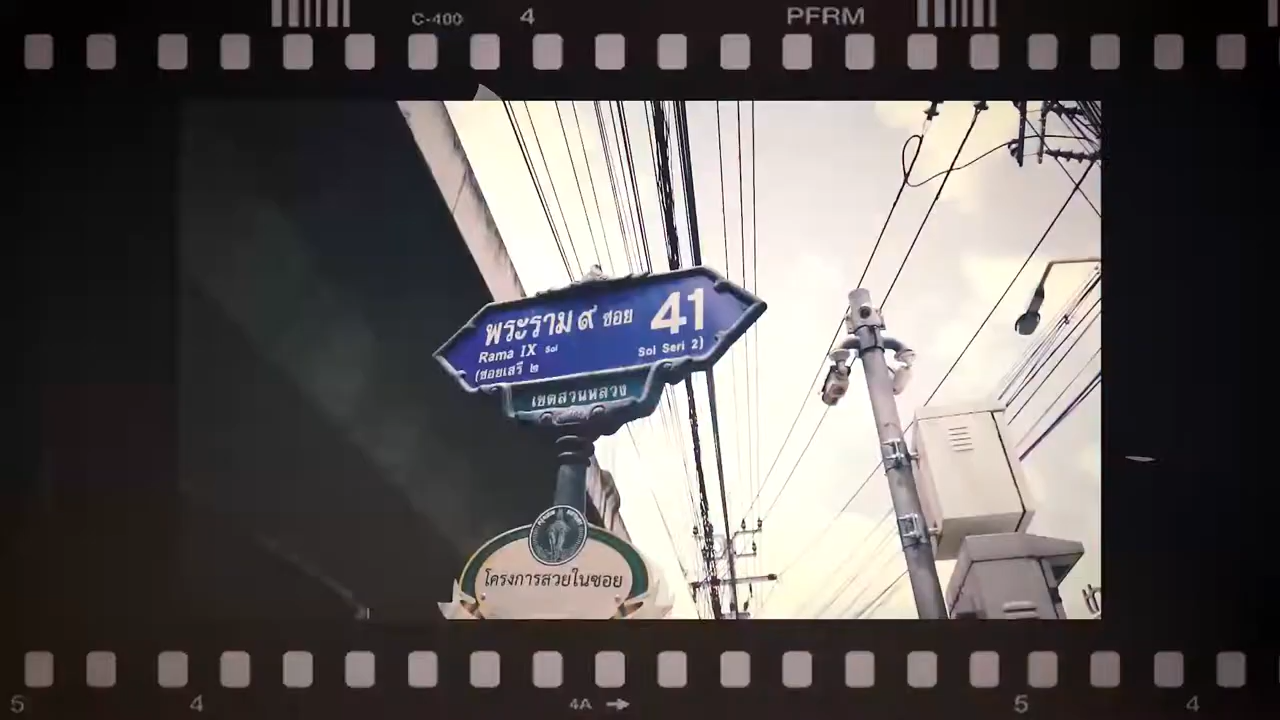 C-400 4 PFRM
พระราม ๙ ซอย 41
Rama IX Soi
Soi Seri 2)
(ซอยเสรี ๒
เขตสวนหลวง
โครงการสวยในซอย
5 4 4A 5 4